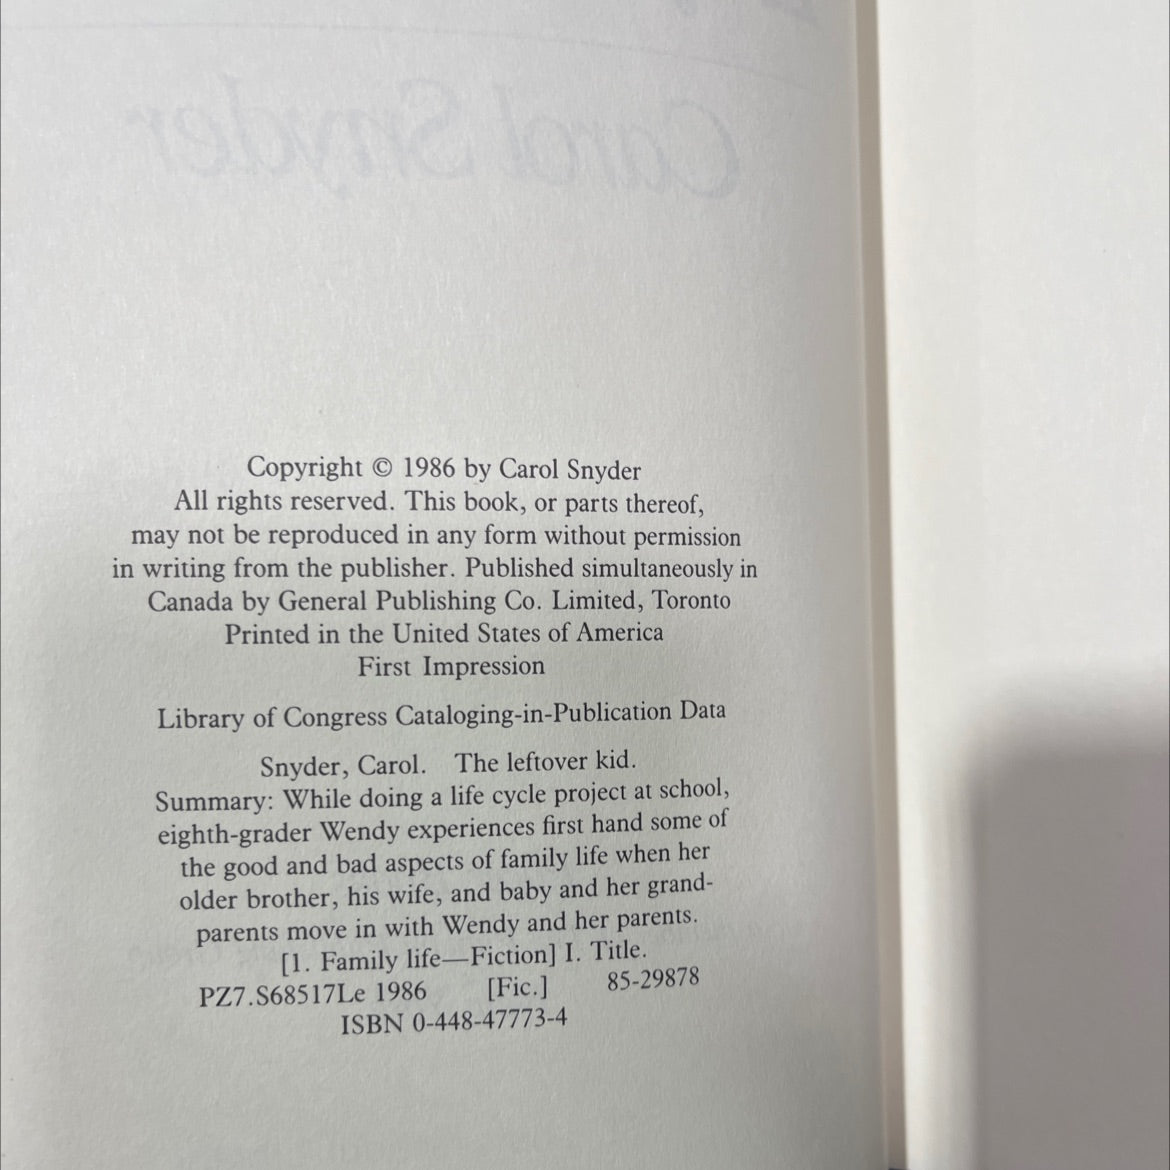 Carol Snyder
Copyright © 1986 by Carol Snyder
All rights reserved. This book, or parts thereof,
may not be reproduced in any form without permission
in writing from the publisher. Published simultaneously in
Canada by General Publishing Co. Limited, Toronto
Printed in the United States of America
First Impression
Library of Congress Cataloging-in-Publication Data
Snyder, Carol. The leftover kid.
Summary: While doing a life cycle project at school,
eighth-grader Wendy experiences first hand some of
the good and bad aspects of family life when her
older brother, his wife, and baby and her grand-
parents move in with Wendy and her parents.
[1. Family life—Fiction] I. Title.
PZ7.S68517Le 1986 [Fic.] 85-29878
ISBN 0-448-47773-4